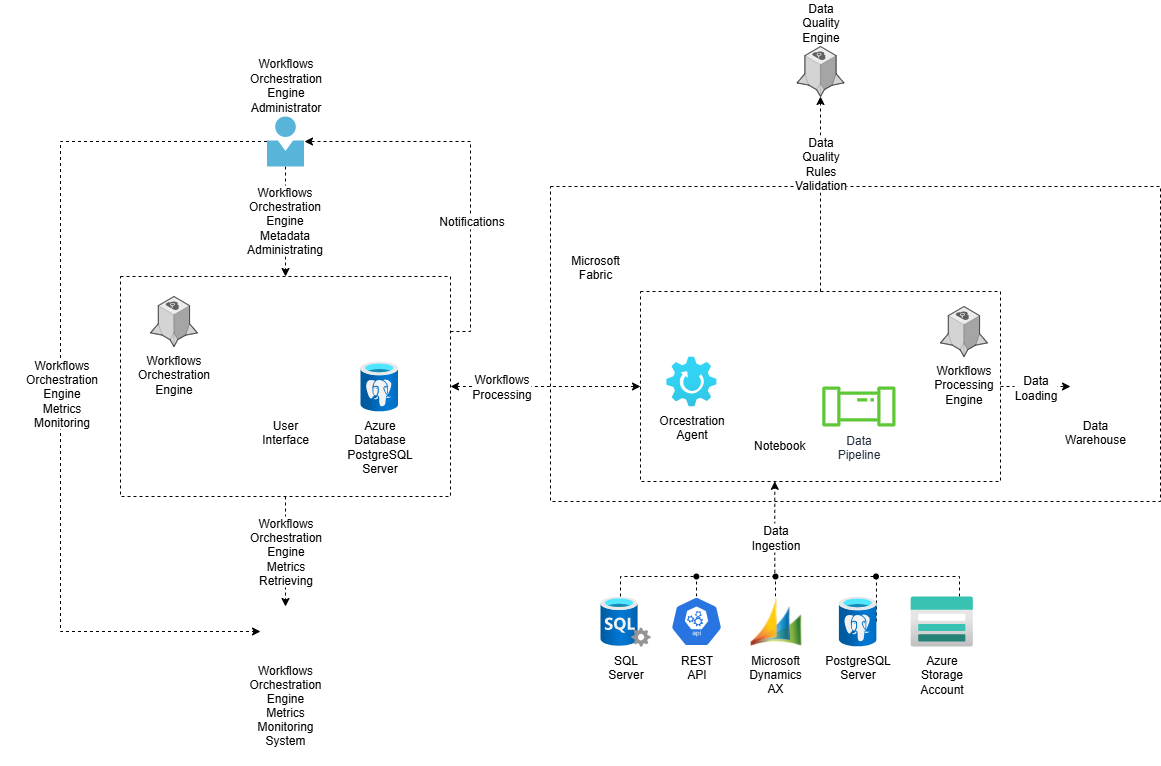 Data
Quality
Engine
Workflows
Orchestration
Engine
Administrator
Data
Quality
Rules
Validation
Workflows
Orchestration
Engine
Metadata
Administrating
Notifications
Microsoft
Fabric
Workflows
Orchestration
Engine
Workflows
Orchestration
Engine
Metrics
Monitoring
User
Interface
Azure
Database
PostgreSQL
Server
Workflows
Processing
Orcestration
Agent
Notebook
Data
Pipeline
Workflows
Processing
Engine
Data
Loading
Data
Warehouse
Workflows
Orchestration
Engine
Metrics
Retrieving
Data
Ingestion
SQL
SQL
Server
api
REST
API
Microsoft
Dynamics
AX
PostgreSQL
Server
Azure
Storage
Account
Workflows
Orchestration
Engine
Metrics
Monitoring
System